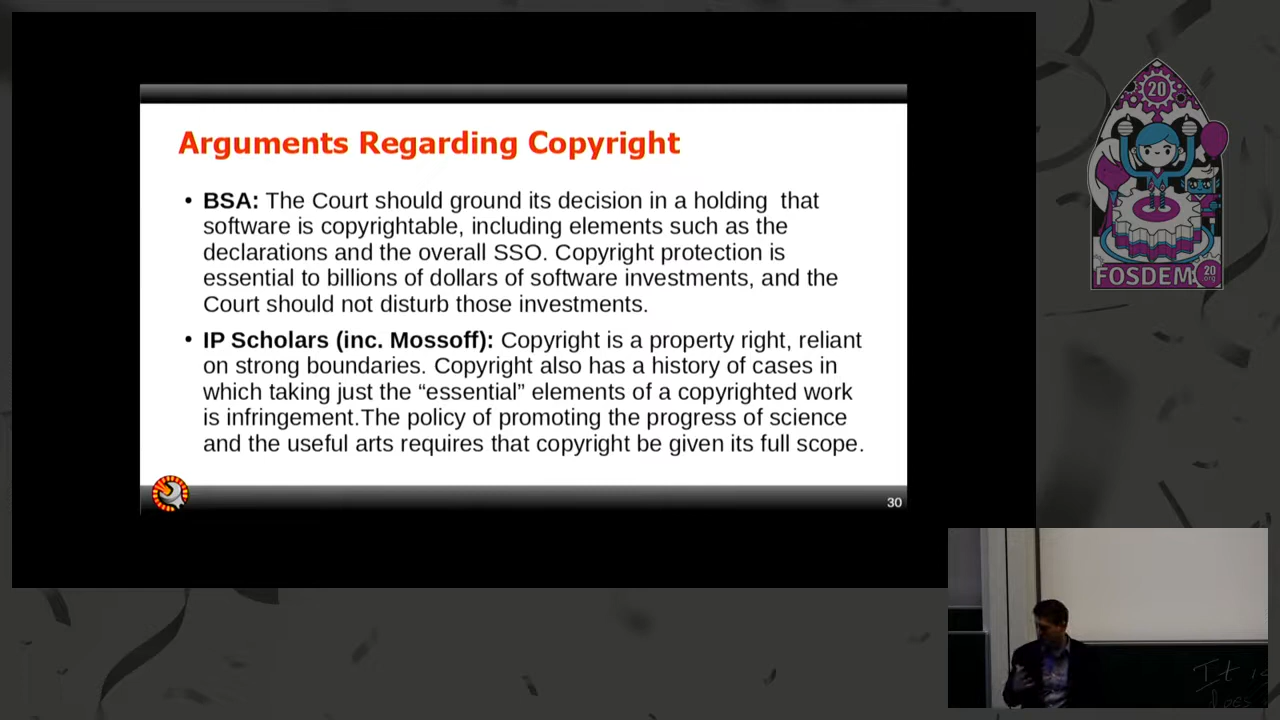 Arguments Regarding Copyright
• BSA: The Court should ground its decision in a holding that
software is copyrightable, including elements such as the
declarations and the overall SSO. Copyright protection is
essential to billions of dollars of software investments, and the
Court should not disturb those investments.
• IP Scholars (inc. Mossoff): Copyright is a property right, reliant
on strong boundaries. Copyright also has a history of cases in
which taking just the “essential” elements of a copyrighted work
is infringement.The policy of promoting the progress of science
and the useful arts requires that copyright be given its full scope.
30
20
FOSDEM
20
.org
It is
does